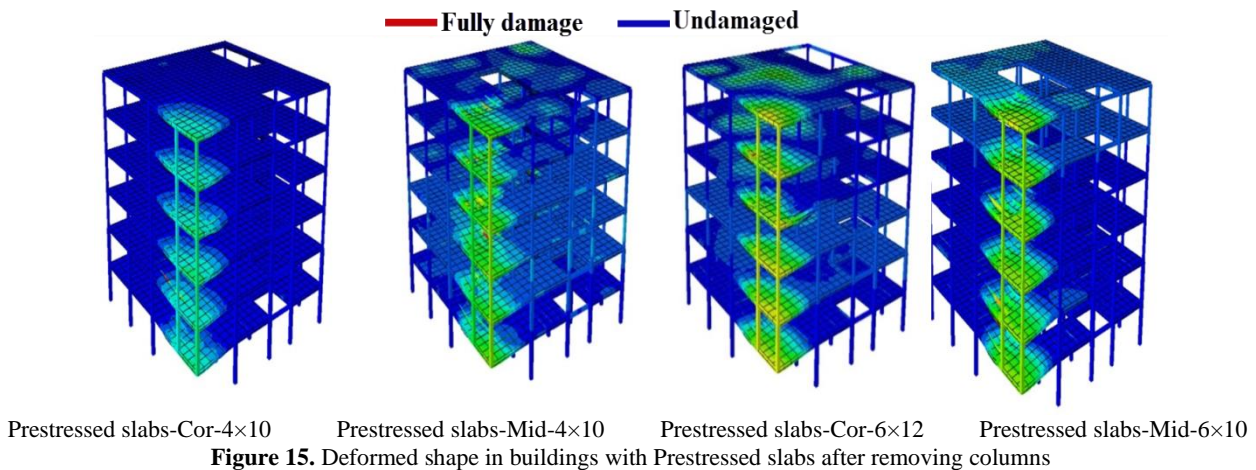 Fully damage Undamaged
Prestressed slabs-Cor-4×10 Prestressed slabs-Mid-4×10 Prestressed slabs-Cor-6×12 Prestressed slabs-Mid-6×10
Figure 15. Deformed shape in buildings with Prestressed slabs after removing columns